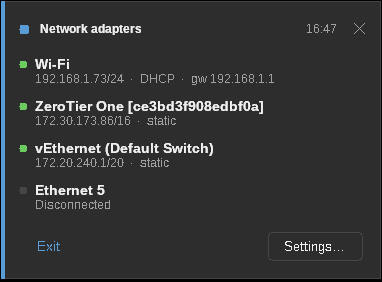 Network adapters 16:47
Wi-Fi
192.168.1.73/24 · DHCP · gw 192.168.1.1
ZeroTier One [ce3bd3f908edbf0a]
172.30.173.86/16 · static
vEthernet (Default Switch)
172.20.240.1/20 · static
Ethernet 5
Disconnected
Exit Settings...